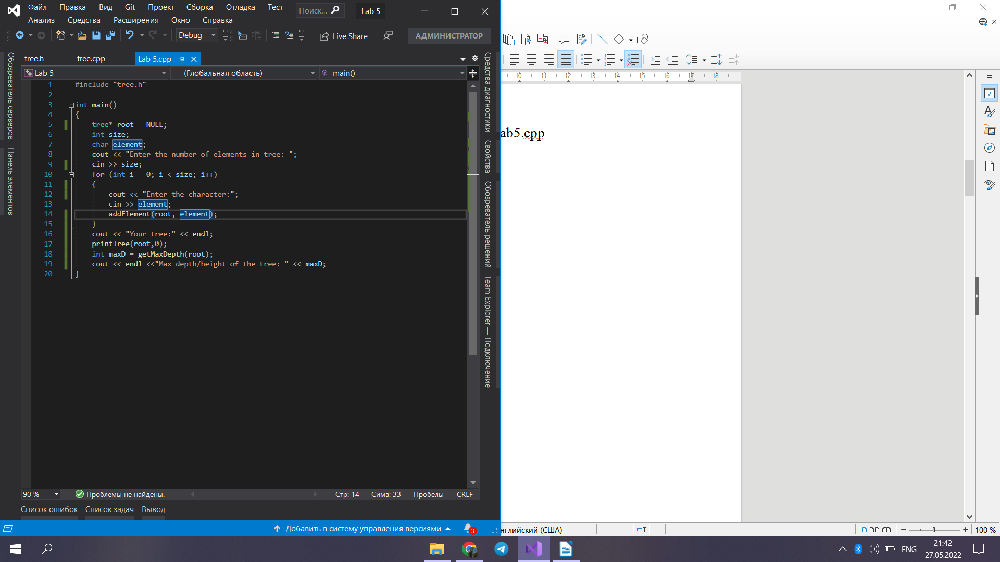 Файл Правка Вид Git Проект Сборка Отладка Тест Поиск... Lab 5
Анализ Средства Расширения Окно Справка
Debug Live Share АДМИНИСТРАТОР
tree.h tree.cpp Lab 5.cpp
Lab 5 (Глобальная область) main()
1 #include "tree.h"
2
3 int main()
4 {
5 tree* root = NULL;
6 int size;
7 char element;
8 cout << "Enter the number of elements in tree: ";
9 cin >> size;
10 for (int i = 0; i < size; i++)
11 {
12 cout << "Enter the character:";
13 cin >> element;
14 addElement(root, element);
15 }
16 cout << "Your tree:" << endl;
17 printTree(root,0);
18 int maxD = getMaxDepth(root);
19 cout << endl <<"Max depth/height of the tree: " << maxD;
20 }
Обозреватель серверов
Панель элементов
Средства диагностики
Свойства
Обозреватель решений
Team Explorer — Подключение
90 % Проблемы не найдены. Стр: 14 Симв: 33 Пробелы CRLF
Список ошибок Список задач Вывод
Добавить в систему управления версиями 3
10 11 12 13 14 15 16 17 18
ab5.cpp
нглийский (США) 100 %
ENG 21:42
27.05.2022